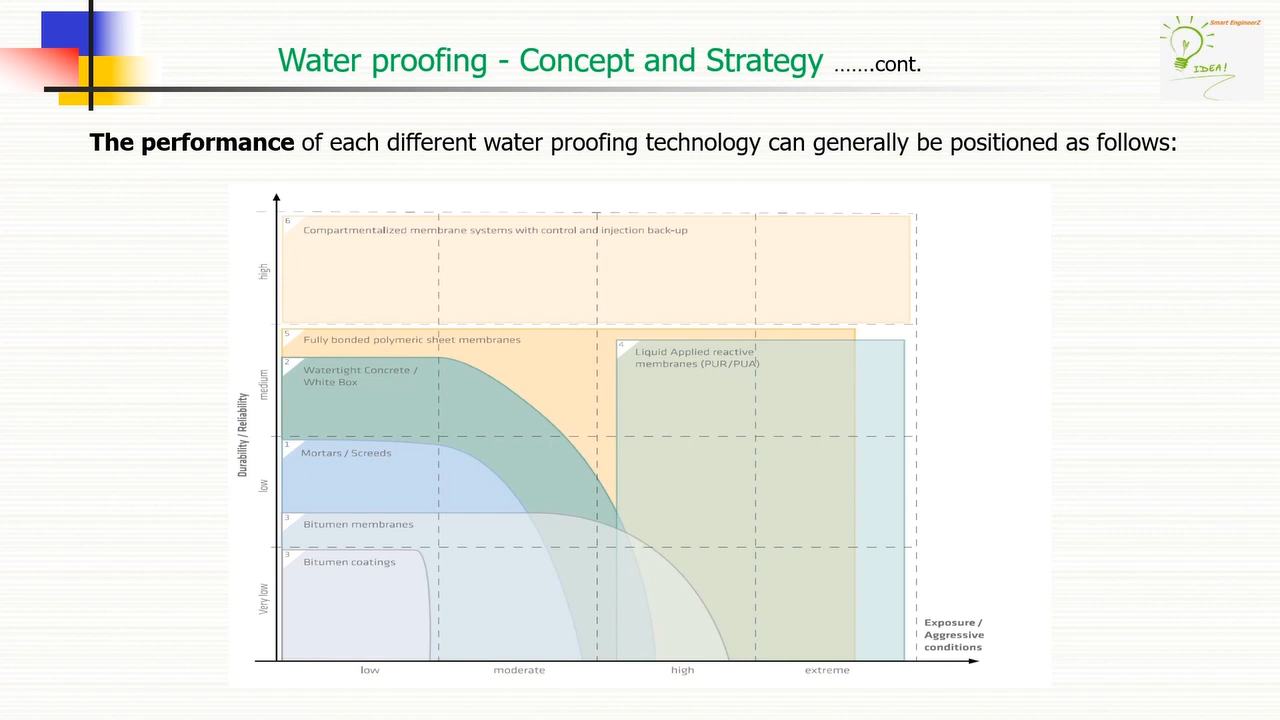 Smart EngineerZ
IDEA!
Water proofing - Concept and Strategy .......cont.
The performance of each different water proofing technology can generally be positioned as follows:
6
Compartmentalized membrane systems with control and injection back-up
high
5
Fully bonded polymeric sheet membranes
4
Liquid Applied reactive
membranes (PUR/PUA)
2
Watertight Concrete /
White Box
medium
Durability / Reliability
1
Mortars / Screeds
low
3
Bitumen membranes
3
Bitumen coatings
Very low
Exposure /
Aggressive
conditions
low
moderate
high
extreme